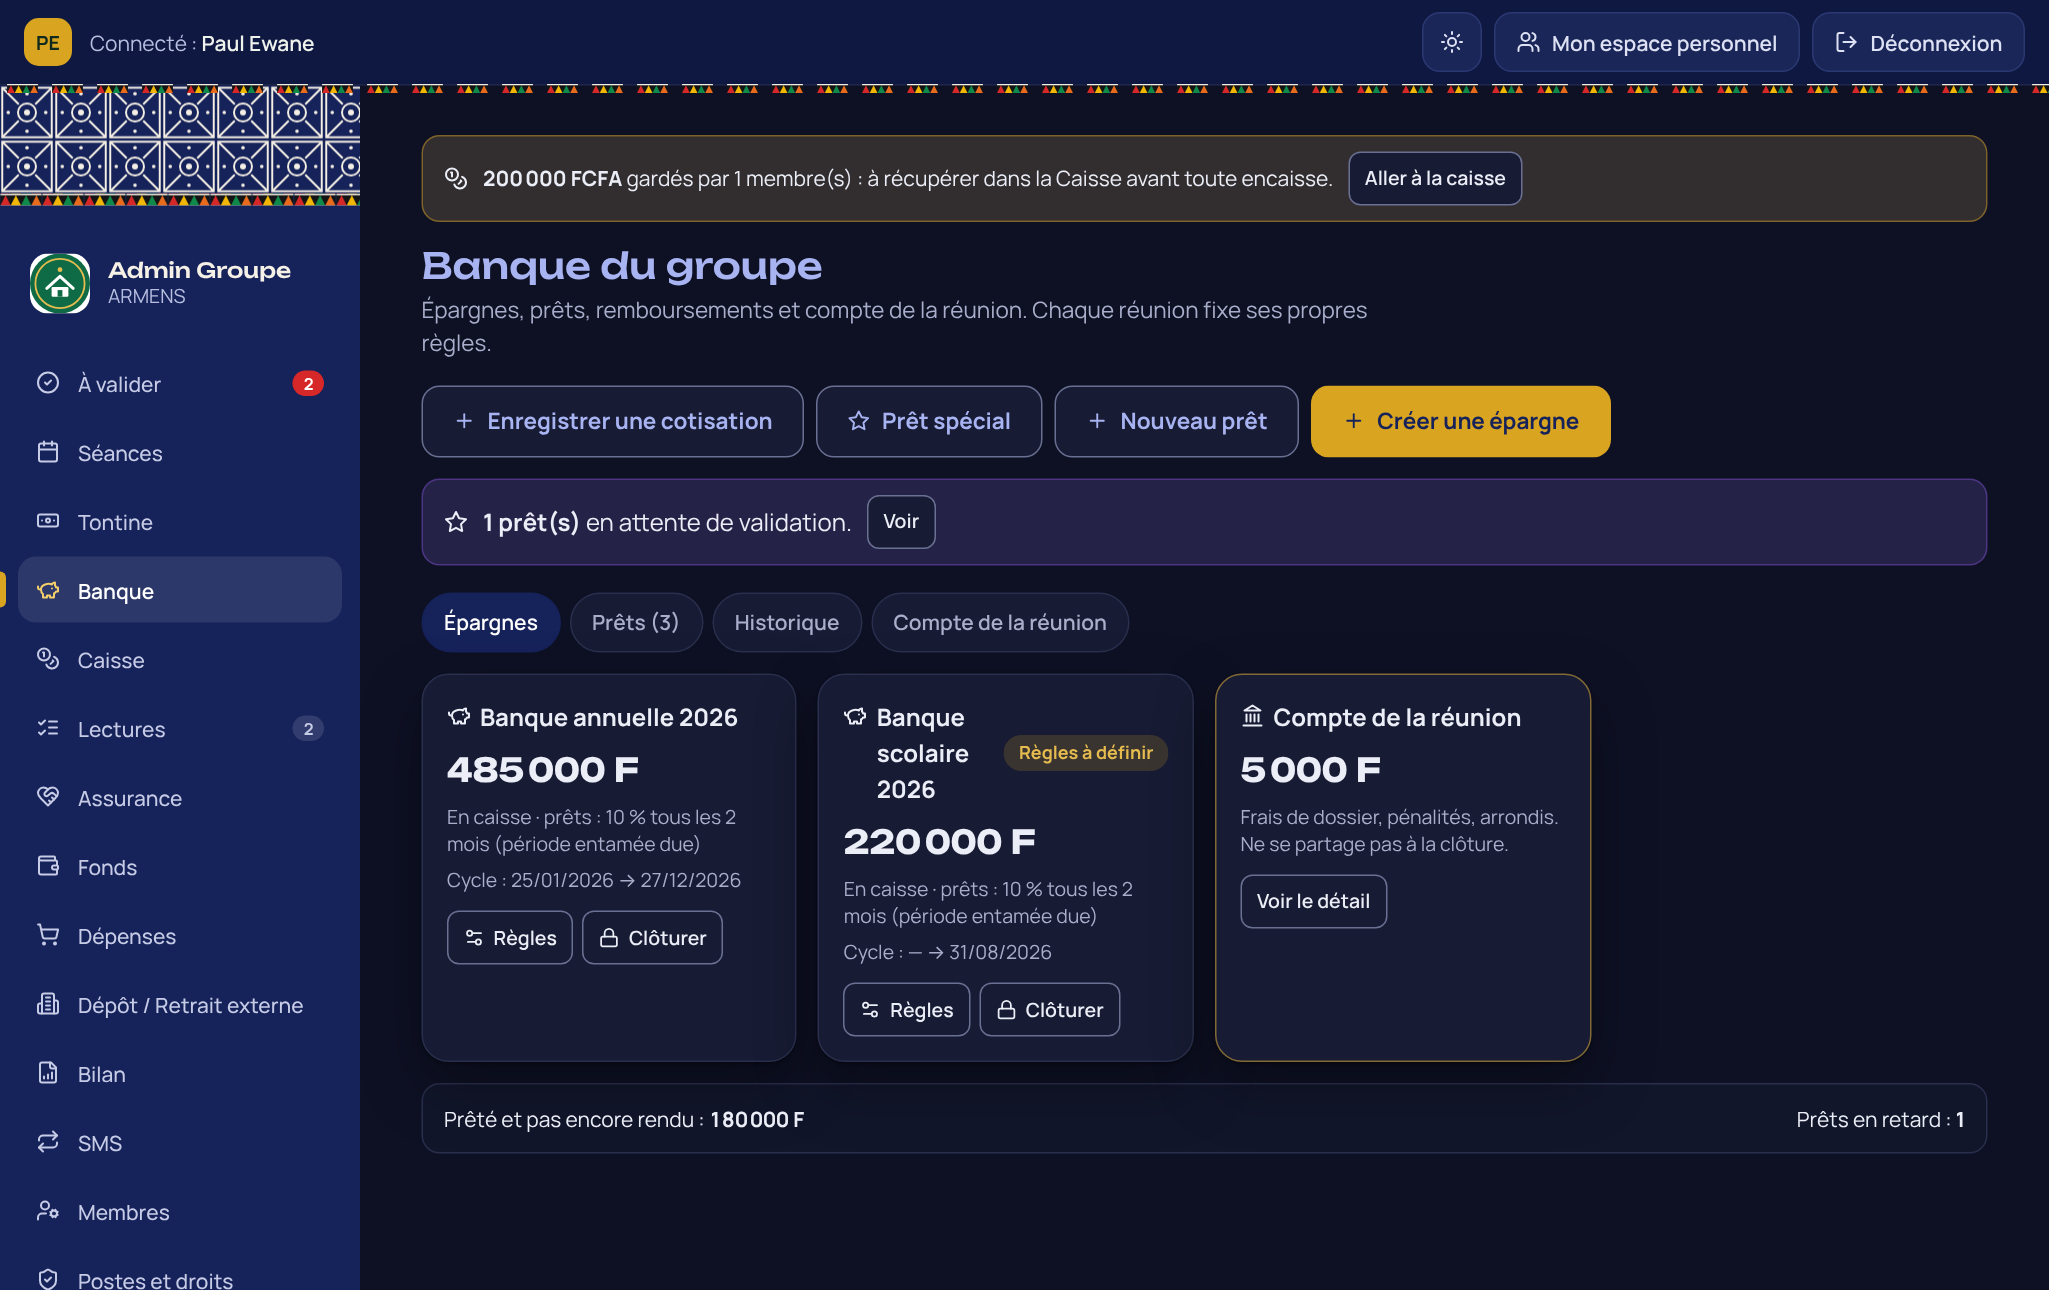 PE
Connecté : Paul Ewane
Mon espace personnel
Déconnexion
Admin Groupe
ARMENS
À valider
2
Séances
Tontine
Banque
Caisse
Lectures
2
Assurance
Fonds
Dépenses
Dépôt / Retrait externe
Bilan
SMS
Membres
Postes et droits
200 000 FCFA gardés par 1 membre(s) : à récupérer dans la Caisse avant toute encaisse.
Aller à la caisse
Banque du groupe
Épargnes, prêts, remboursements et compte de la réunion. Chaque réunion fixe ses propres
règles.
Enregistrer une cotisation
Prêt spécial
Nouveau prêt
Créer une épargne
1 prêt(s) en attente de validation.
Voir
Épargnes
Prêts (3)
Historique
Compte de la réunion
Banque annuelle 2026
485 000 F
En caisse · prêts : 10 % tous les 2
mois (période entamée due)
Cycle : 25/01/2026 → 27/12/2026
Règles
Clôturer
Banque
scolaire
2026
Règles à définir
220 000 F
En caisse · prêts : 10 % tous les 2
mois (période entamée due)
Cycle : — → 31/08/2026
Règles
Clôturer
Compte de la réunion
5 000 F
Frais de dossier, pénalités, arrondis.
Ne se partage pas à la clôture.
Voir le détail
Prêté et pas encore rendu : 180 000 F
Prêts en retard : 1